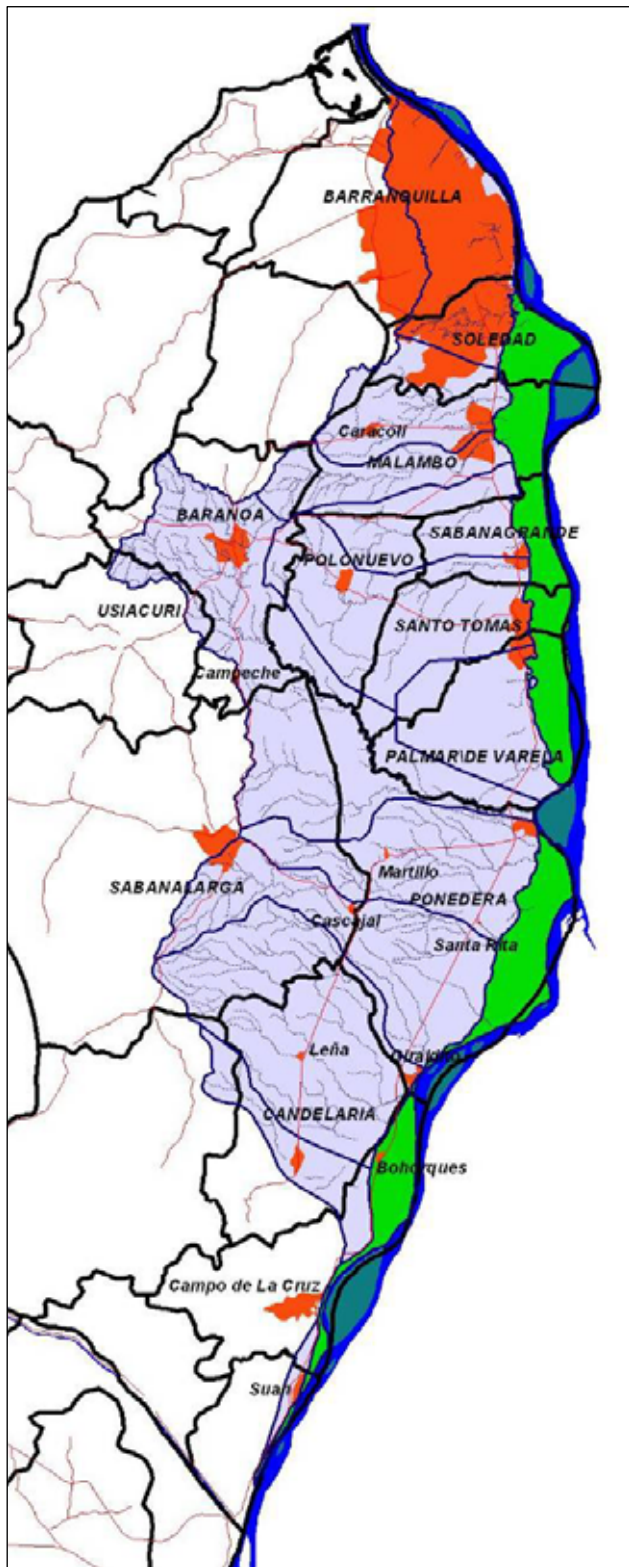 BARRANQUILLA
SOLEDAD
Caracolí
MALAMBO
BARANOA
SABANAGRANDE
POLONUEVO
USIACURI
SANTO TOMAS
Campeche
PALMAR DE VARELA
Martillo
SABANALARGA
PONEDERA
Cascajal
Santa Rita
Leña
CANDELARIA
Bohorques
Campo de La Cruz
Suan